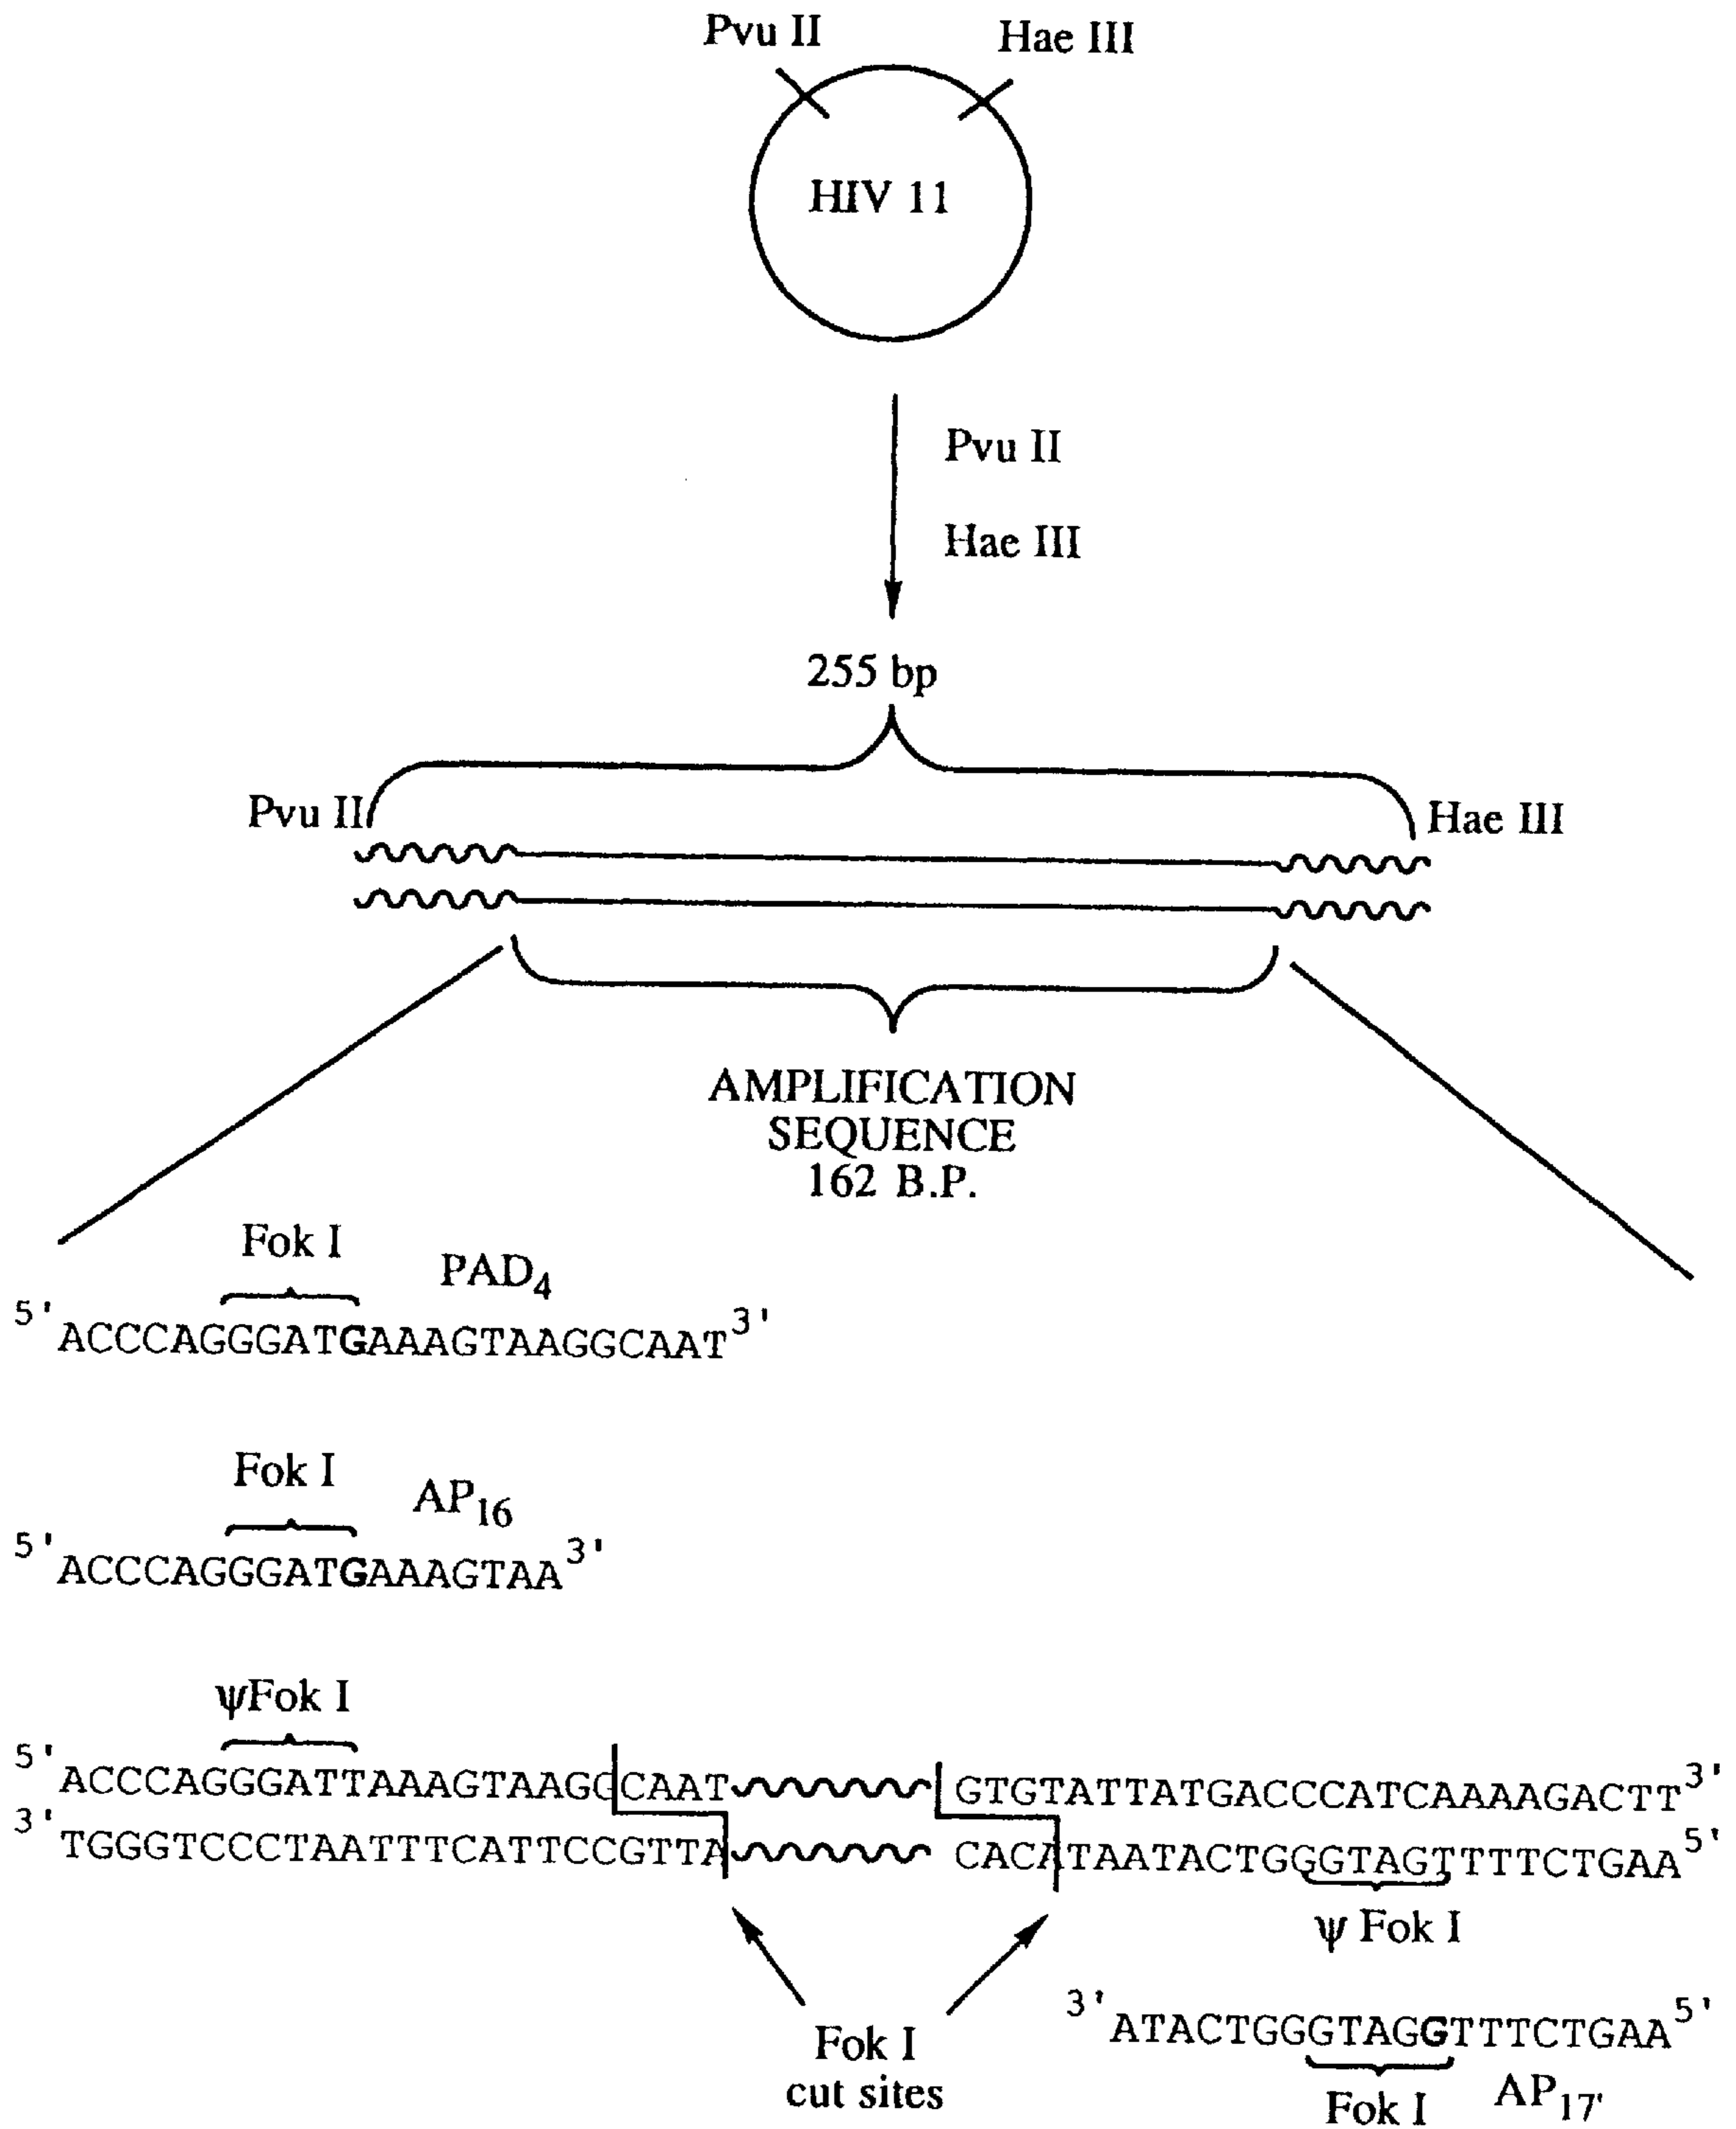 Pvu II
Hae III
HIV 11
Pvu II
Hae III
255 bp
Pvu II
Hae III
AMPLIFICATION
SEQUENCE
162 B.P.
Fok I
PAD4
5' ACCCAGGGATGAAAGTAAGGCAAT 3'
Fok I
AP16
5' ACCCAGGGATGAAAGTAA 3'
ψFok I
5' ACCCAGGGATTAAAGTAAGGCAAT GTGTATTATGACCCATCAAAAGACTT 3'
3' TGGGTCCCTAATTTCATTCCGTTA CACATAATACTGGGTAGTTTTTCTGAA 5'
ψ Fok I
Fok I
cut sites
3' ATACTGGGTAGGTTTCTGAA 5'
Fok I
AP17'